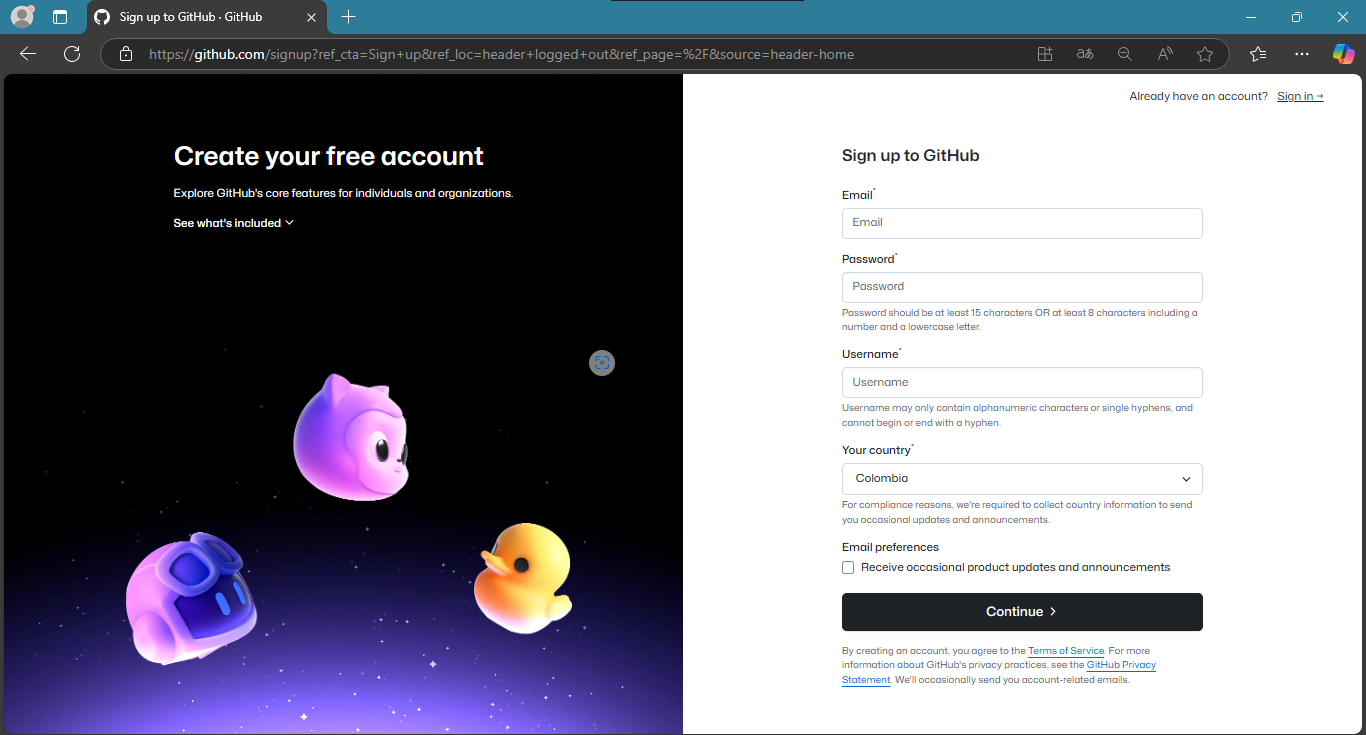 Sign up to GitHub · GitHub
https://github.com/signup?ref_cta=Sign+up&ref_loc=header+logged+out&ref_page=%2F&source=header-home
Already have an account? Sign in →
Create your free account
Explore GitHub's core features for individuals and organizations.
See what's included
Sign up to GitHub
Email*
Email
Password*
Password
Password should be at least 15 characters OR at least 8 characters including a
number and a lowercase letter.
Username*
Username
Username may only contain alphanumeric characters or single hyphens, and
cannot begin or end with a hyphen.
Your country*
Colombia
For compliance reasons, we're required to collect country information to send
you occasional updates and announcements.
Email preferences
Receive occasional product updates and announcements
Continue
By creating an account, you agree to the Terms of Service. For more
information about GitHub's privacy practices, see the GitHub Privacy
Statement. We'll occasionally send you account-related emails.